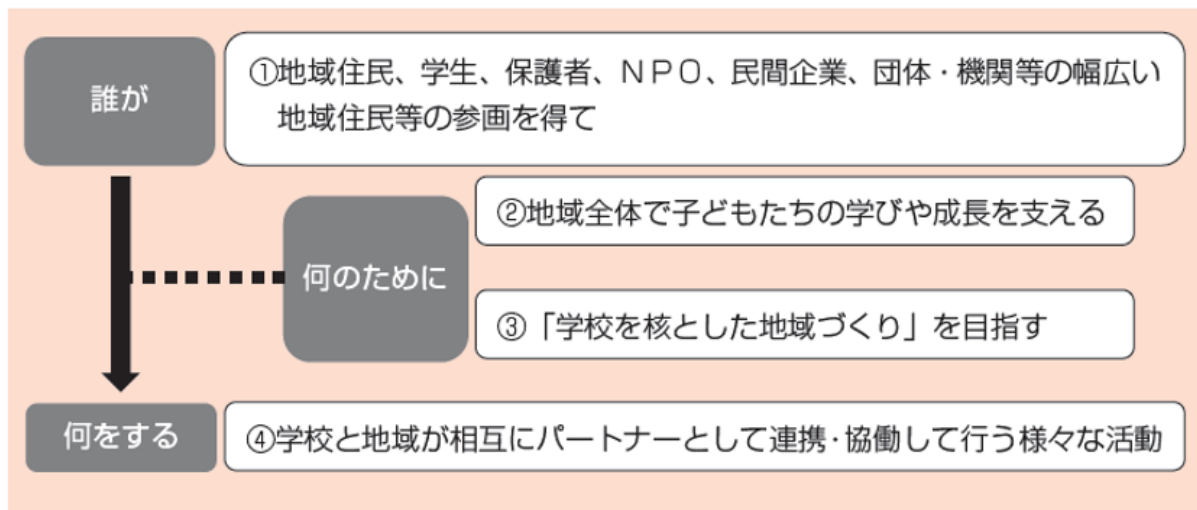 誰が
①地域住民、学生、保護者、ＮＰＯ、民間企業、団体・機関等の幅広い
地域住民等の参画を得て
何のために
②地域全体で子どもたちの学びや成長を支える
③「学校を核とした地域づくり」を目指す
何をする
④学校と地域が相互にパートナーとして連携・協働して行う様々な活動